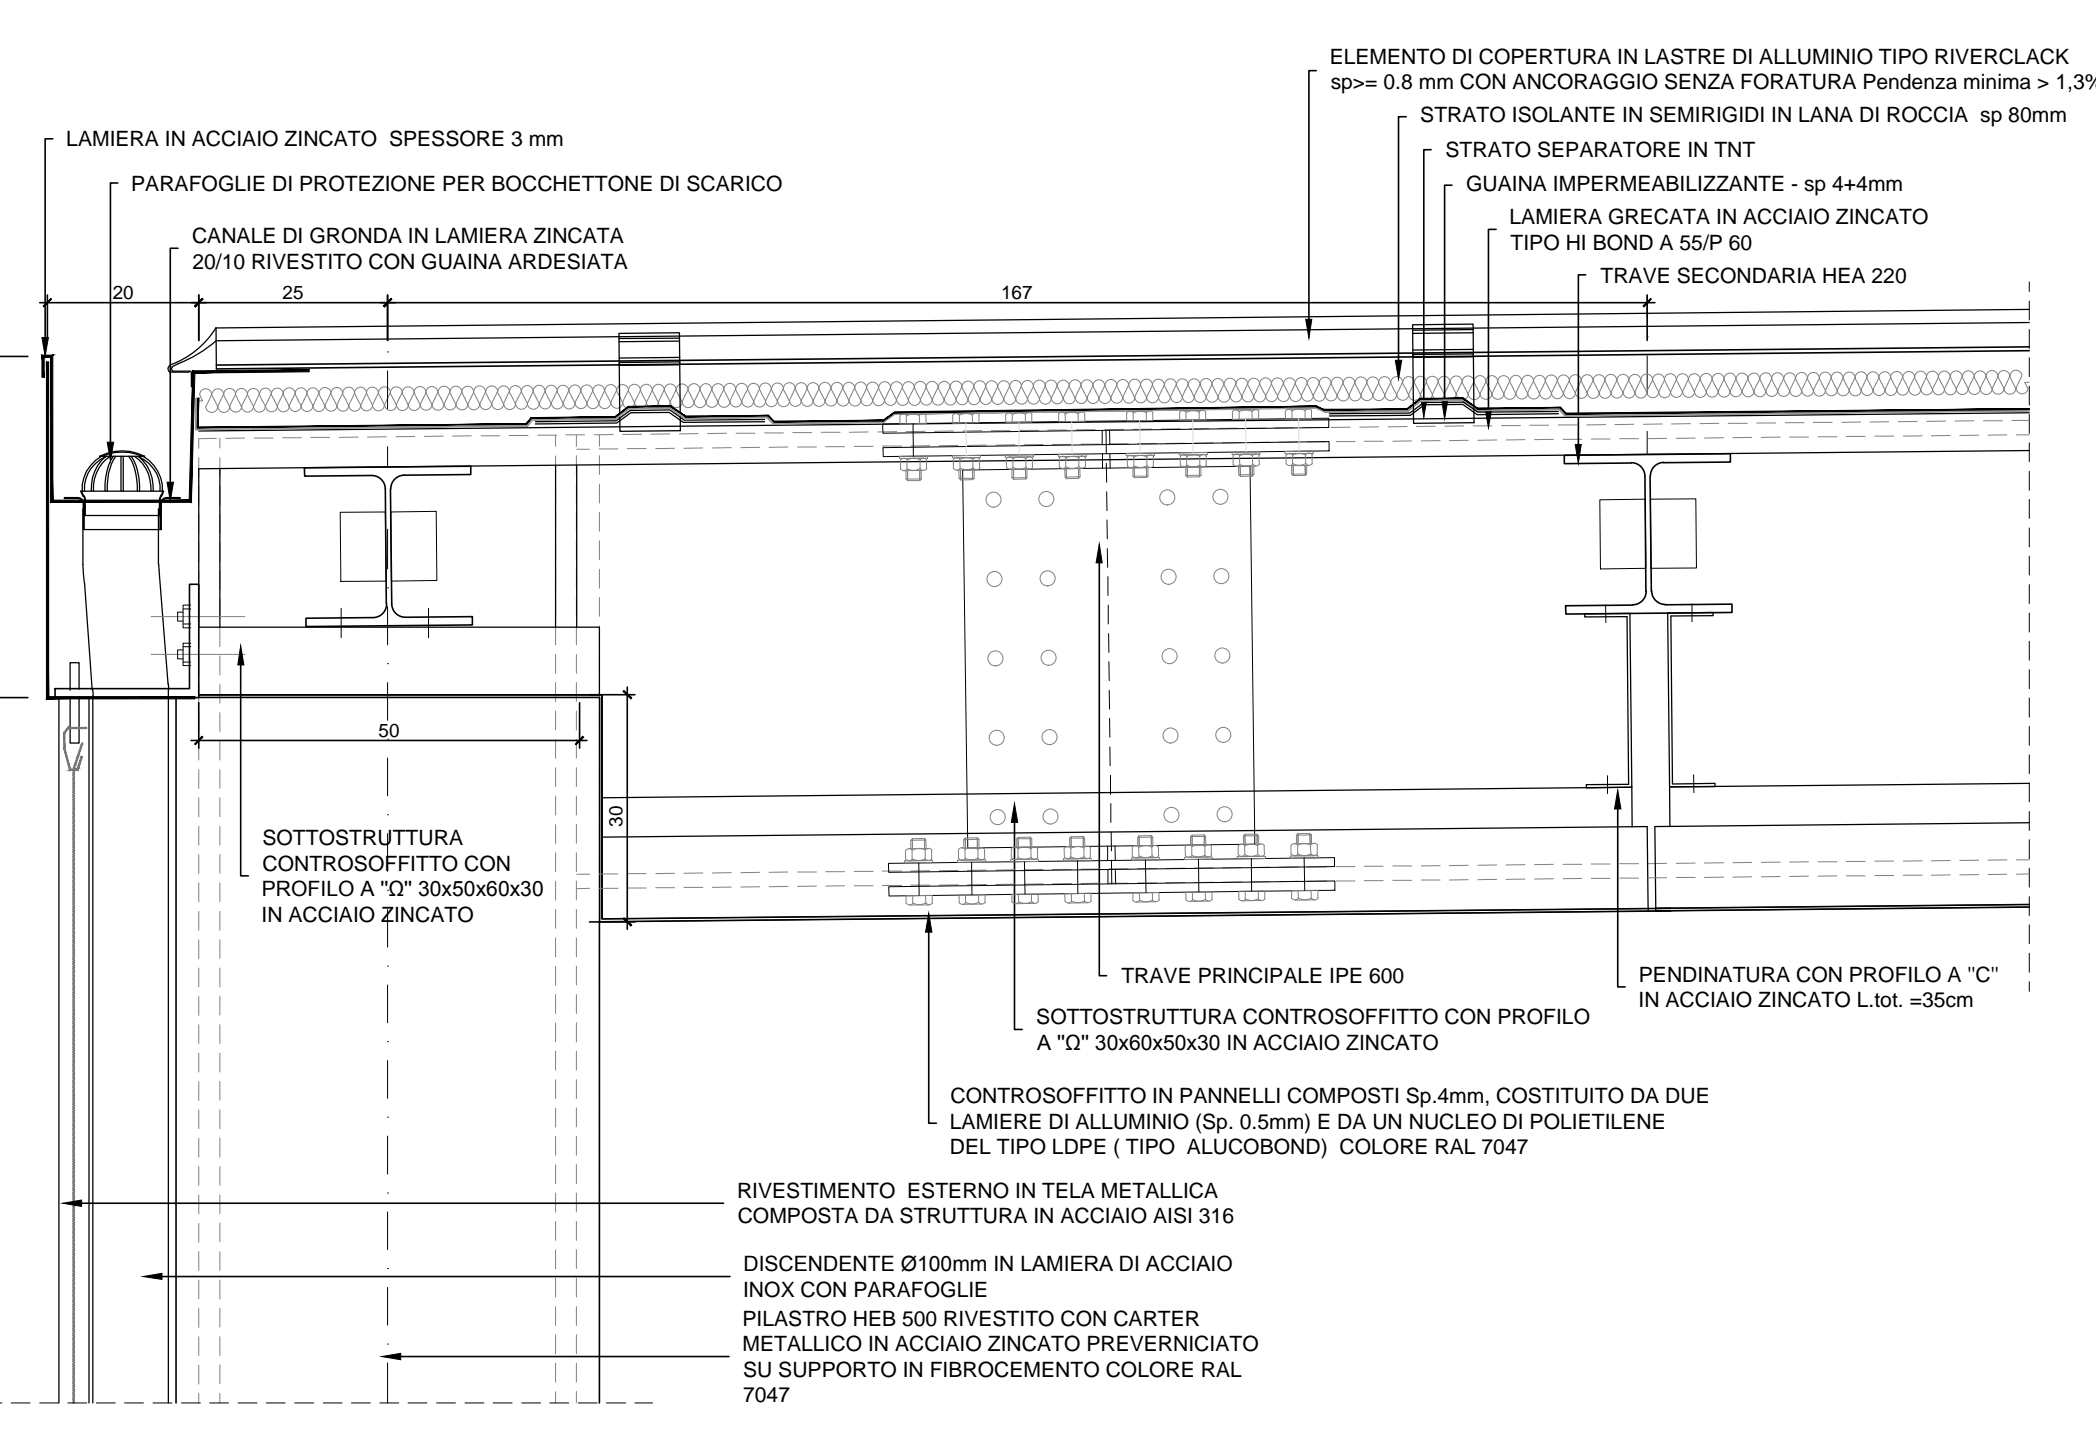 ELEMENTO DI COPERTURA IN LASTRE DI ALLUMINIO TIPO RIVERCLACK
sp>= 0.8 mm CON ANCORAGGIO SENZA FORATURA Pendenza minima > 1,3%
STRATO ISOLANTE IN SEMIRIGIDI IN LANA DI ROCCIA sp 80mm
LAMIERA IN ACCIAIO ZINCATO SPESSORE 3 mm
STRATO SEPARATORE IN TNT
PARAFOGLIE DI PROTEZIONE PER BOCCHETTONE DI SCARICO
GUAINA IMPERMEABILIZZANTE - sp 4+4mm
LAMIERA GRECATA IN ACCIAIO ZINCATO
TIPO HI BOND A 55/P 60
CANALE DI GRONDA IN LAMIERA ZINCATA
20/10 RIVESTITO CON GUAINA ARDESIATA
TRAVE SECONDARIA HEA 220
20
25
167
50
30
SOTTOSTRUTTURA
CONTROSOFFITTO CON
PROFILO A "Ω" 30x50x60x30
IN ACCIAIO ZINCATO
TRAVE PRINCIPALE IPE 600
PENDINATURA CON PROFILO A "C"
IN ACCIAIO ZINCATO L.tot. =35cm
SOTTOSTRUTTURA CONTROSOFFITTO CON PROFILO
A "Ω" 30x60x50x30 IN ACCIAIO ZINCATO
CONTROSOFFITTO IN PANNELLI COMPOSTI Sp.4mm, COSTITUITO DA DUE
LAMIERE DI ALLUMINIO (Sp. 0.5mm) E DA UN NUCLEO DI POLIETILENE
DEL TIPO LDPE ( TIPO ALUCOBOND) COLORE RAL 7047
RIVESTIMENTO ESTERNO IN TELA METALLICA
COMPOSTA DA STRUTTURA IN ACCIAIO AISI 316
DISCENDENTE Ø100mm IN LAMIERA DI ACCIAIO
INOX CON PARAFOGLIE
PILASTRO HEB 500 RIVESTITO CON CARTER
METALLICO IN ACCIAIO ZINCATO PREVERNICIATO
SU SUPPORTO IN FIBROCEMENTO COLORE RAL
7047